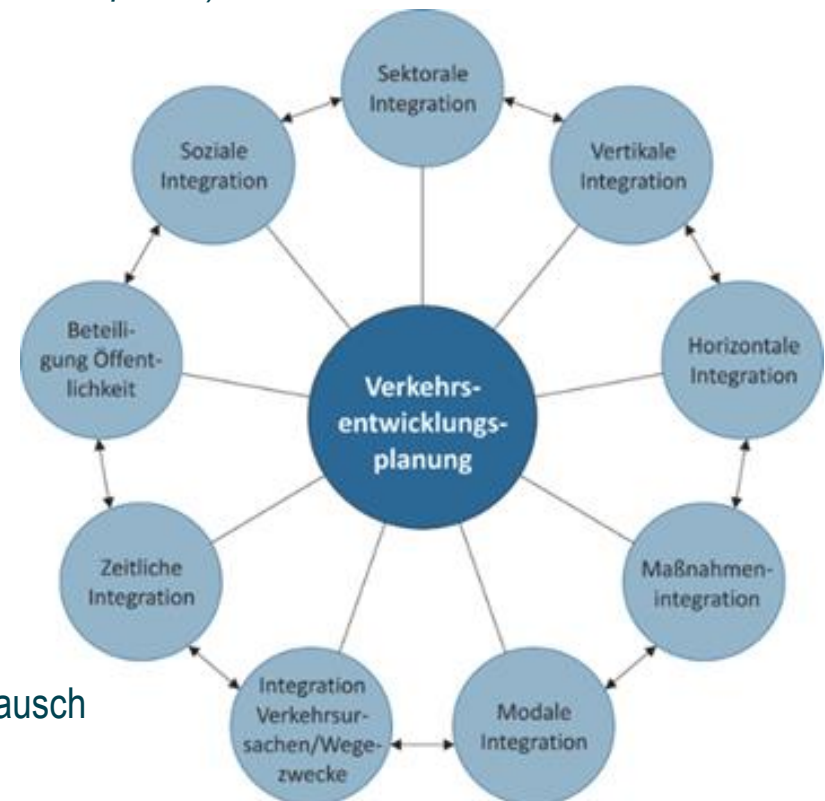 Sektorale
Integration
Vertikale
Integration
Horizontale
Integration
Maßnahmen-
integration
Modale
Integration
Integration
Verkehrsur-
sachen/Wege-
zwecke
Zeitliche
Integration
Beteili-
gung Öffent-
lichkeit
Soziale
Integration
Verkehrs-
entwicklungs-
planung
ausch